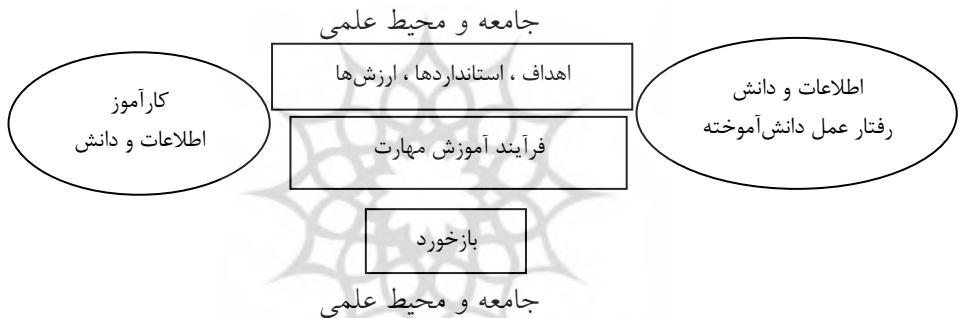 جامعه و محیط علمی
اهداف ، استانداردها ، ارزش‌ها
اطلاعات و دانش
رفتار عمل دانش‌آموخته
فرآیند آموزش مهارت
کارآموز
اطلاعات و دانش
بازخورد
جامعه و محیط علمی